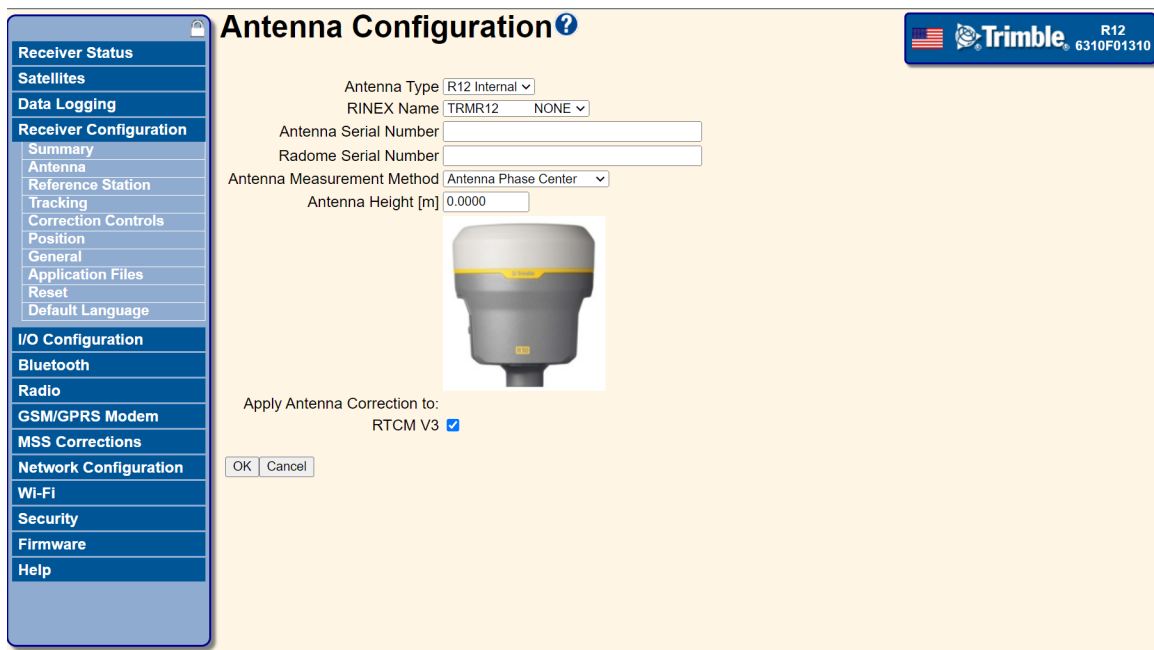 Antenna Configuration?
Trimble® R12
6310F01310
Receiver Status
Satellites
Data Logging
Receiver Configuration
Summary
Antenna
Reference Station
Tracking
Correction Controls
Position
General
Application Files
Reset
Default Language
I/O Configuration
Bluetooth
Radio
GSM/GPRS Modem
MSS Corrections
Network Configuration
Wi-Fi
Security
Firmware
Help
Antenna Type R12 Internal
RINEX Name TRMR12 NONE
Antenna Serial Number
Radome Serial Number
Antenna Measurement Method Antenna Phase Center
Antenna Height [m] 0.0000
Trimble
R12
Apply Antenna Correction to:
RTCM V3
OK Cancel